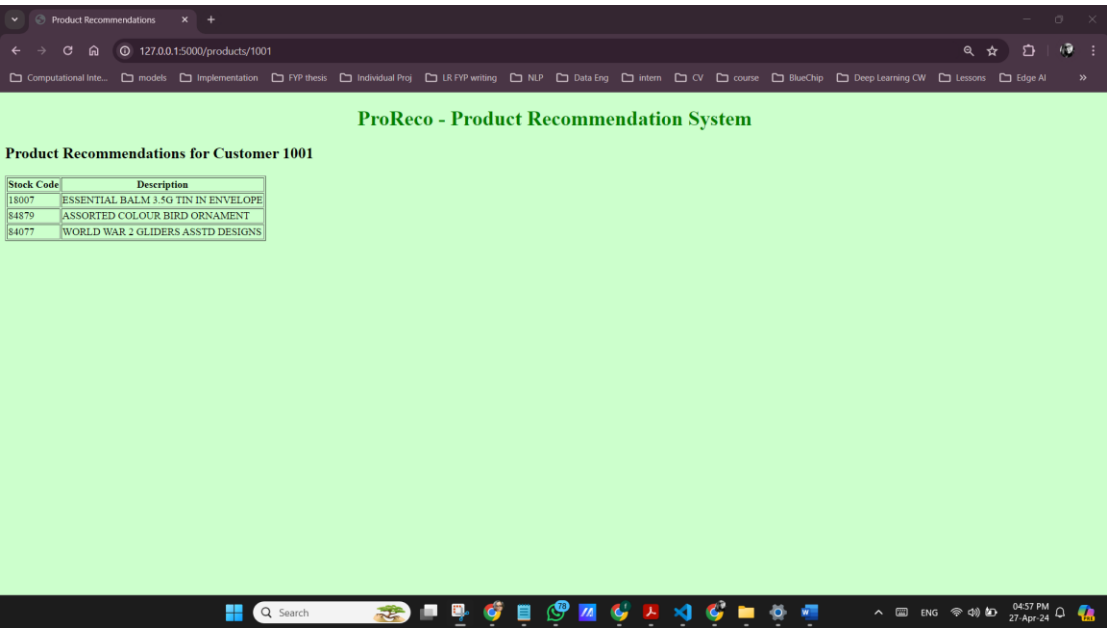 Product Recommendations
127.0.0.1:5000/products/1001
Computational Inte... models Implementation FYP thesis Individual Proj LR FYP writing NLP Data Eng intern CV course BlueChip Deep Learning CW Lessons Edge AI »
ProReco - Product Recommendation System
Product Recommendations for Customer 1001
Stock Code Description
18007 ESSENTIAL BALM 3.5G TIN IN ENVELOPE
84879 ASSORTED COLOUR BIRD ORNAMENT
84077 WORLD WAR 2 GLIDERS ASSTD DESIGNS
Search 78 ENG 04:57 PM
27-Apr-24